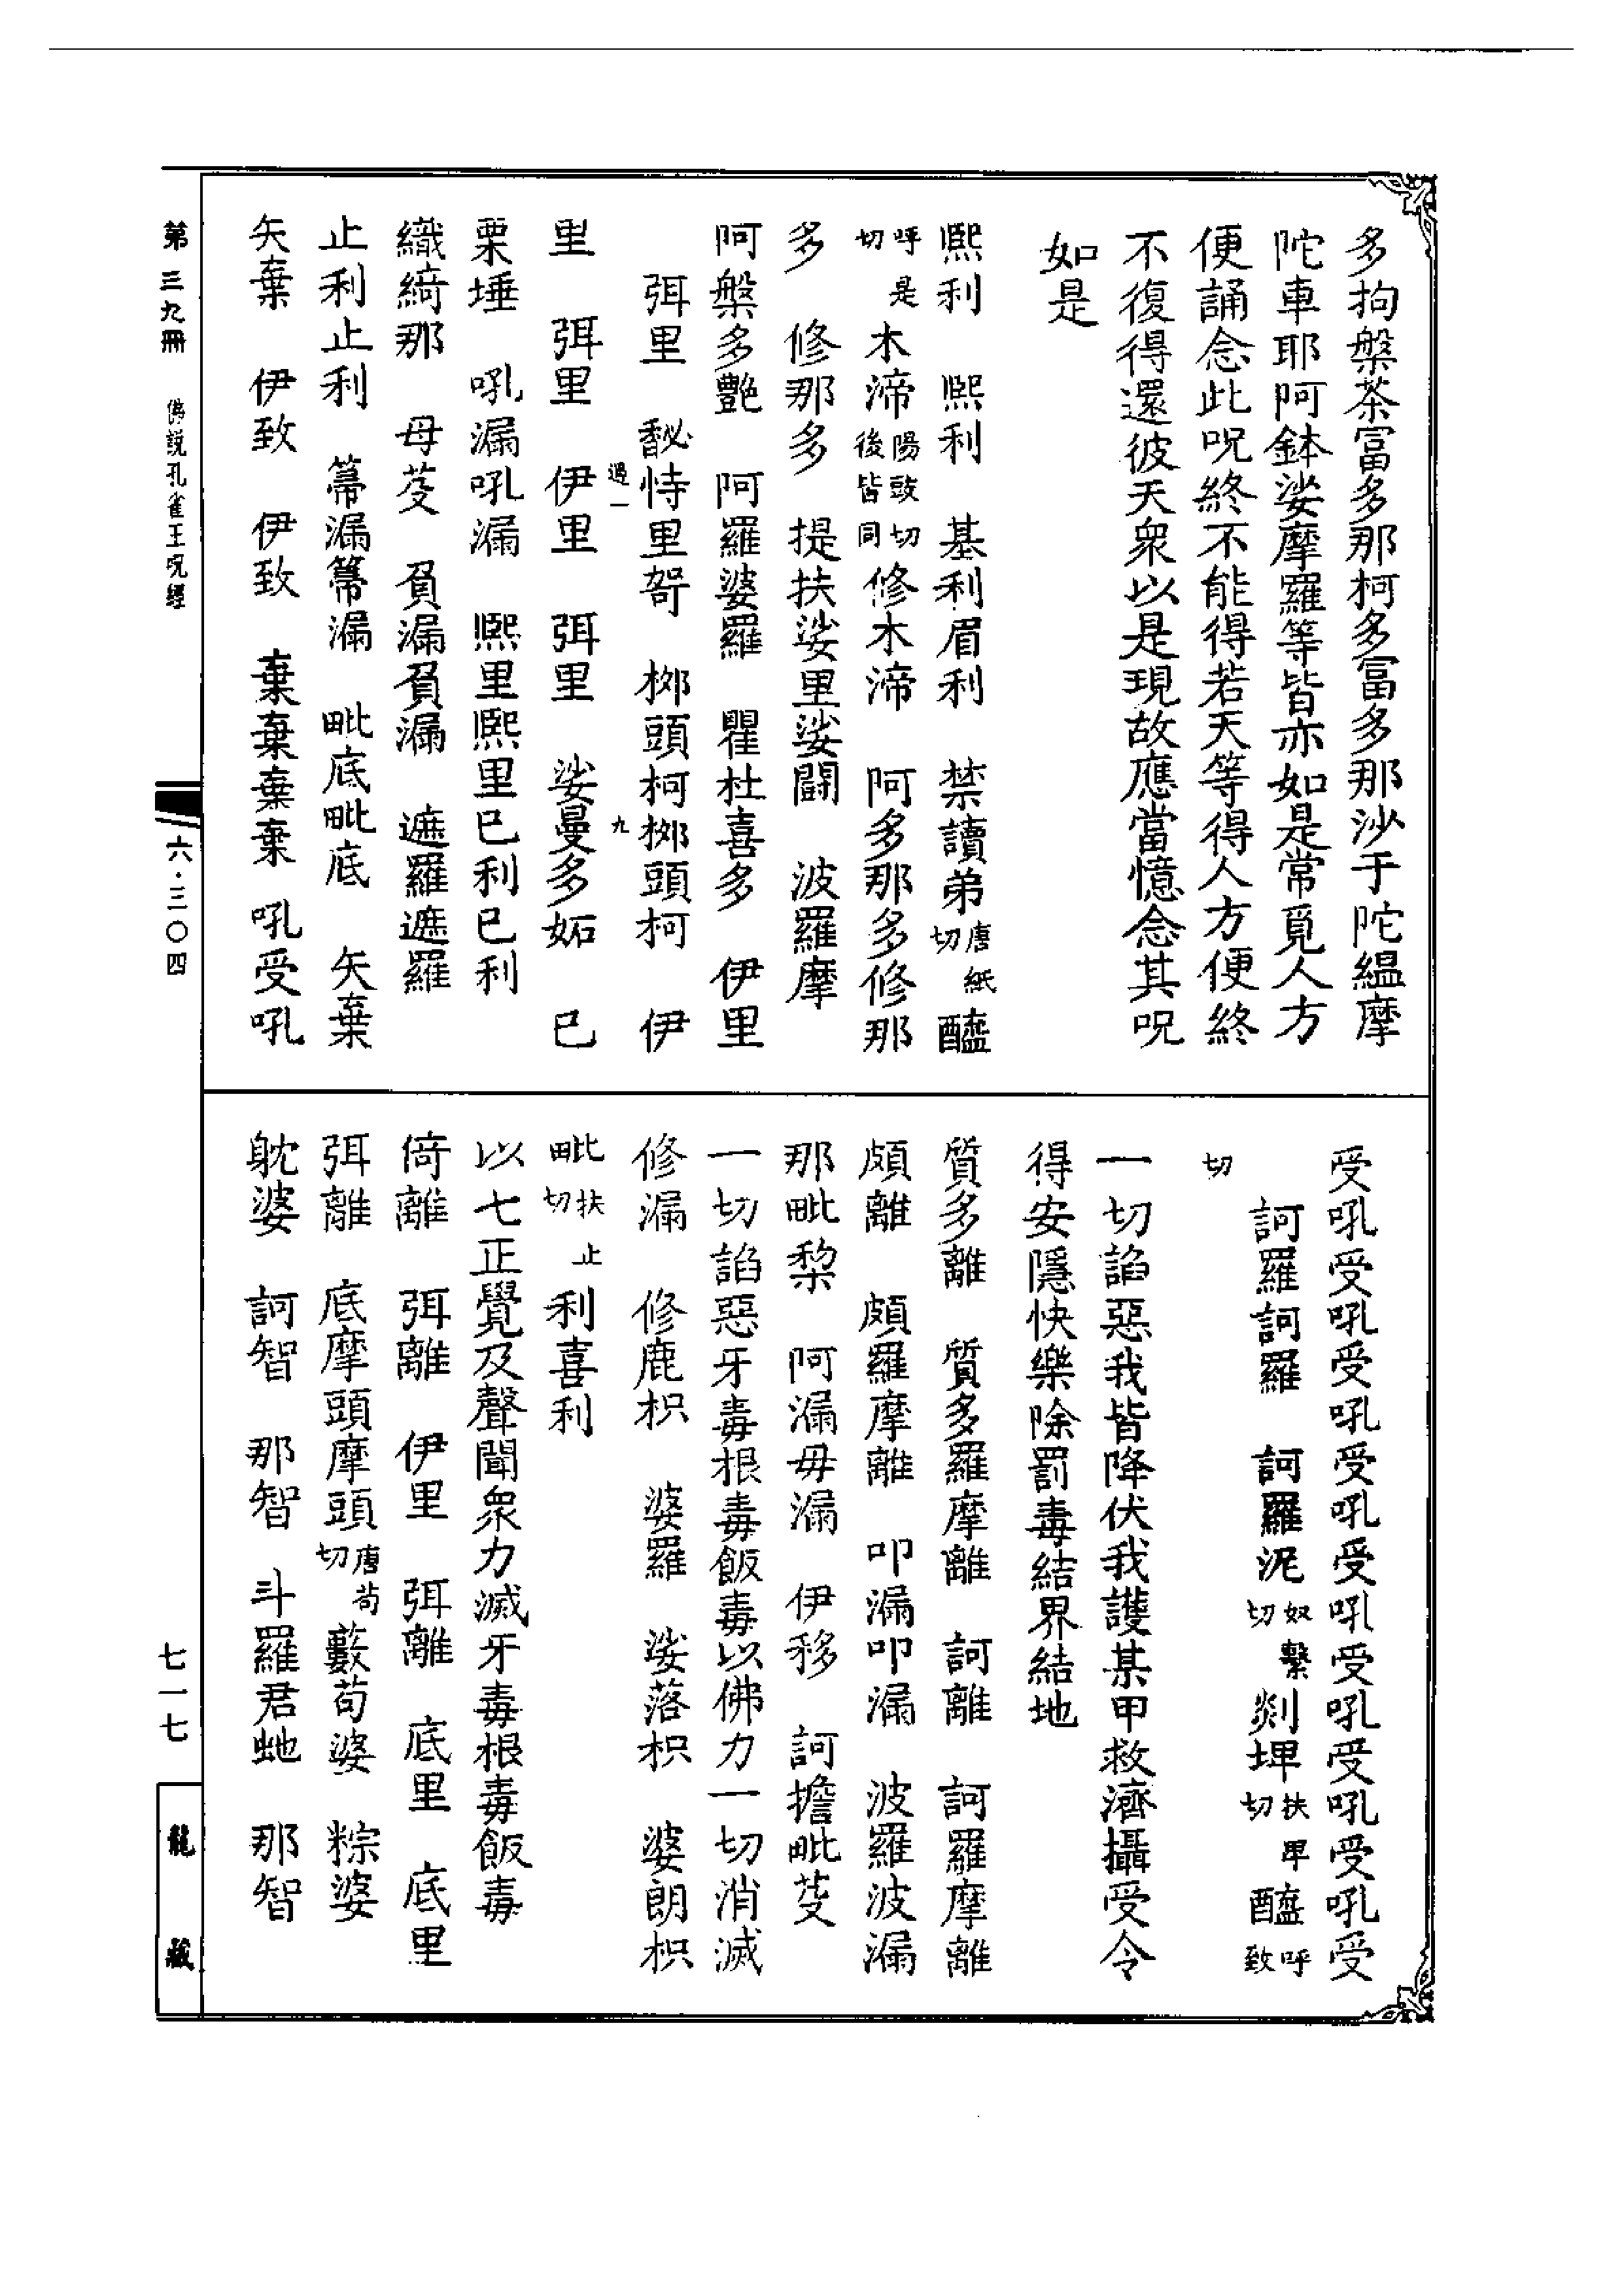 多拘槃茶富多那柯多富多那沙于陀緼摩
陀車耶阿鉢娑摩羅等皆亦如是常覓人方
便誦念此呪終不能得若天等得人方便終
不復得還彼天衆以是現故應當憶念其呪
如是
熙利　熙利　基利眉利　禁讀弟唐紙切醯
呼是切木渧陽豉切後皆同修木渧　阿多那多修那
多　修那多　提扶娑里娑闘　波羅摩
阿槃多艷　阿羅婆羅　瞿杜喜多　伊里
弭里　馝恃里哿　㭨頭柯㭨頭柯　伊
里　弭里　伊里　弭里　娑曼多妬　巳
栗埵　吼漏吼漏　熙里熙里巳利巳利
織綺那　母芟　負漏負漏　遮羅遮羅
止利止利　箒漏箒漏　毗底毗底　矢棄
矢棄　伊致　伊致　棄棄棄棄　吼受吼
受吼受吼受吼受吼受吼受吼受吼受吼受
訶羅訶羅　訶羅泥奴繫切剡埤扶卑切醯呼致
切
一切諂惡我皆降伏我護某甲救濟攝受令
得安隱快樂除罰毒結界結地
質多離　質多羅摩離　訶離　訶羅摩離
頗離　頗羅摩離　叩漏叩漏　波羅波漏
那毗黎　阿漏毋漏　伊移　訶擔毗芟
一切諂惡牙毒根毒飯毒以佛力一切消滅
修漏　修鹿枳　婆羅　娑落枳　婆朗枳
毗扶止切利喜利
以七正覺及聲聞衆力滅牙毒根毒飯毒
倚離　弭離　伊里　弭離　底里　底里
弭離　底摩頭摩頭唐苟切藪苟婆　粽婆
躭婆　訶智　那智　斗羅君虵　那智
第三九冊　佛説孔雀王呪經
六·三〇四
七一七
龍藏
過一
九